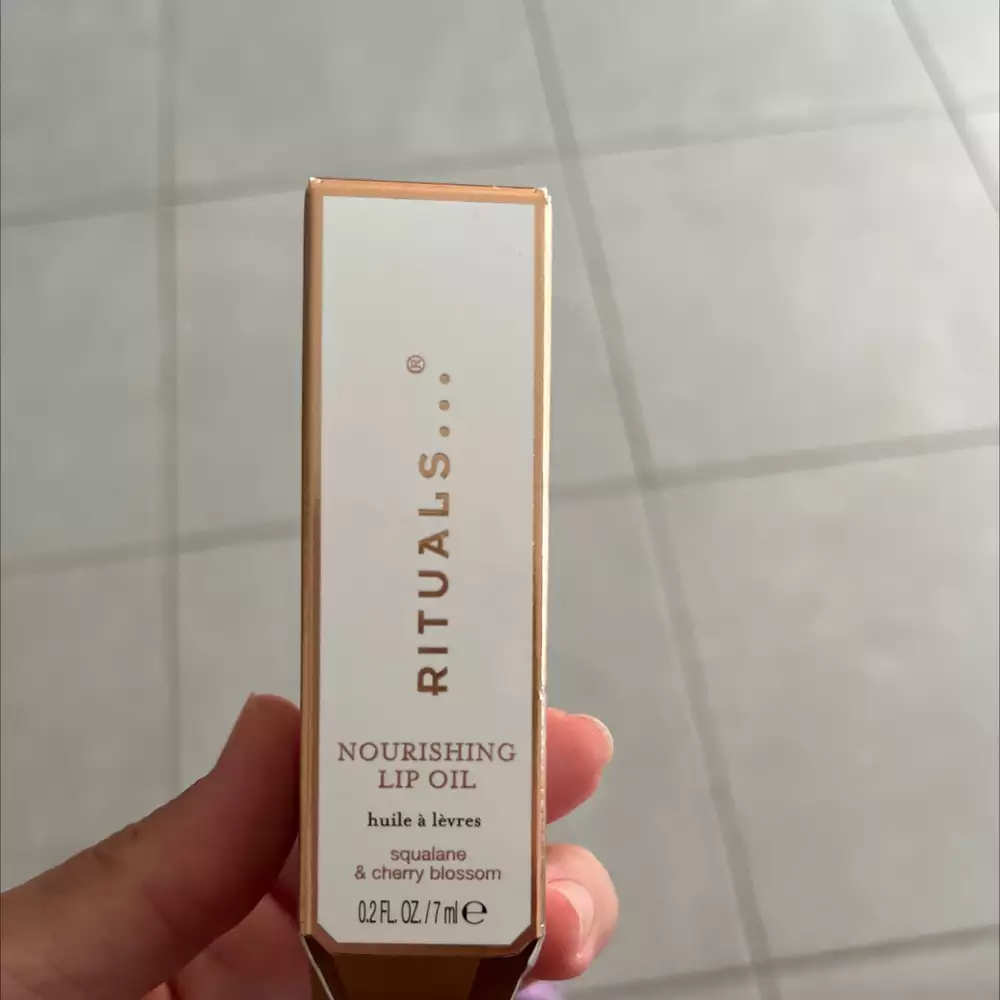 RITUALS...®
NOURISHING
LIP OIL
huile à lèvres
squalane
& cherry blossom
0.2 FL. OZ. / 7 ml ℮